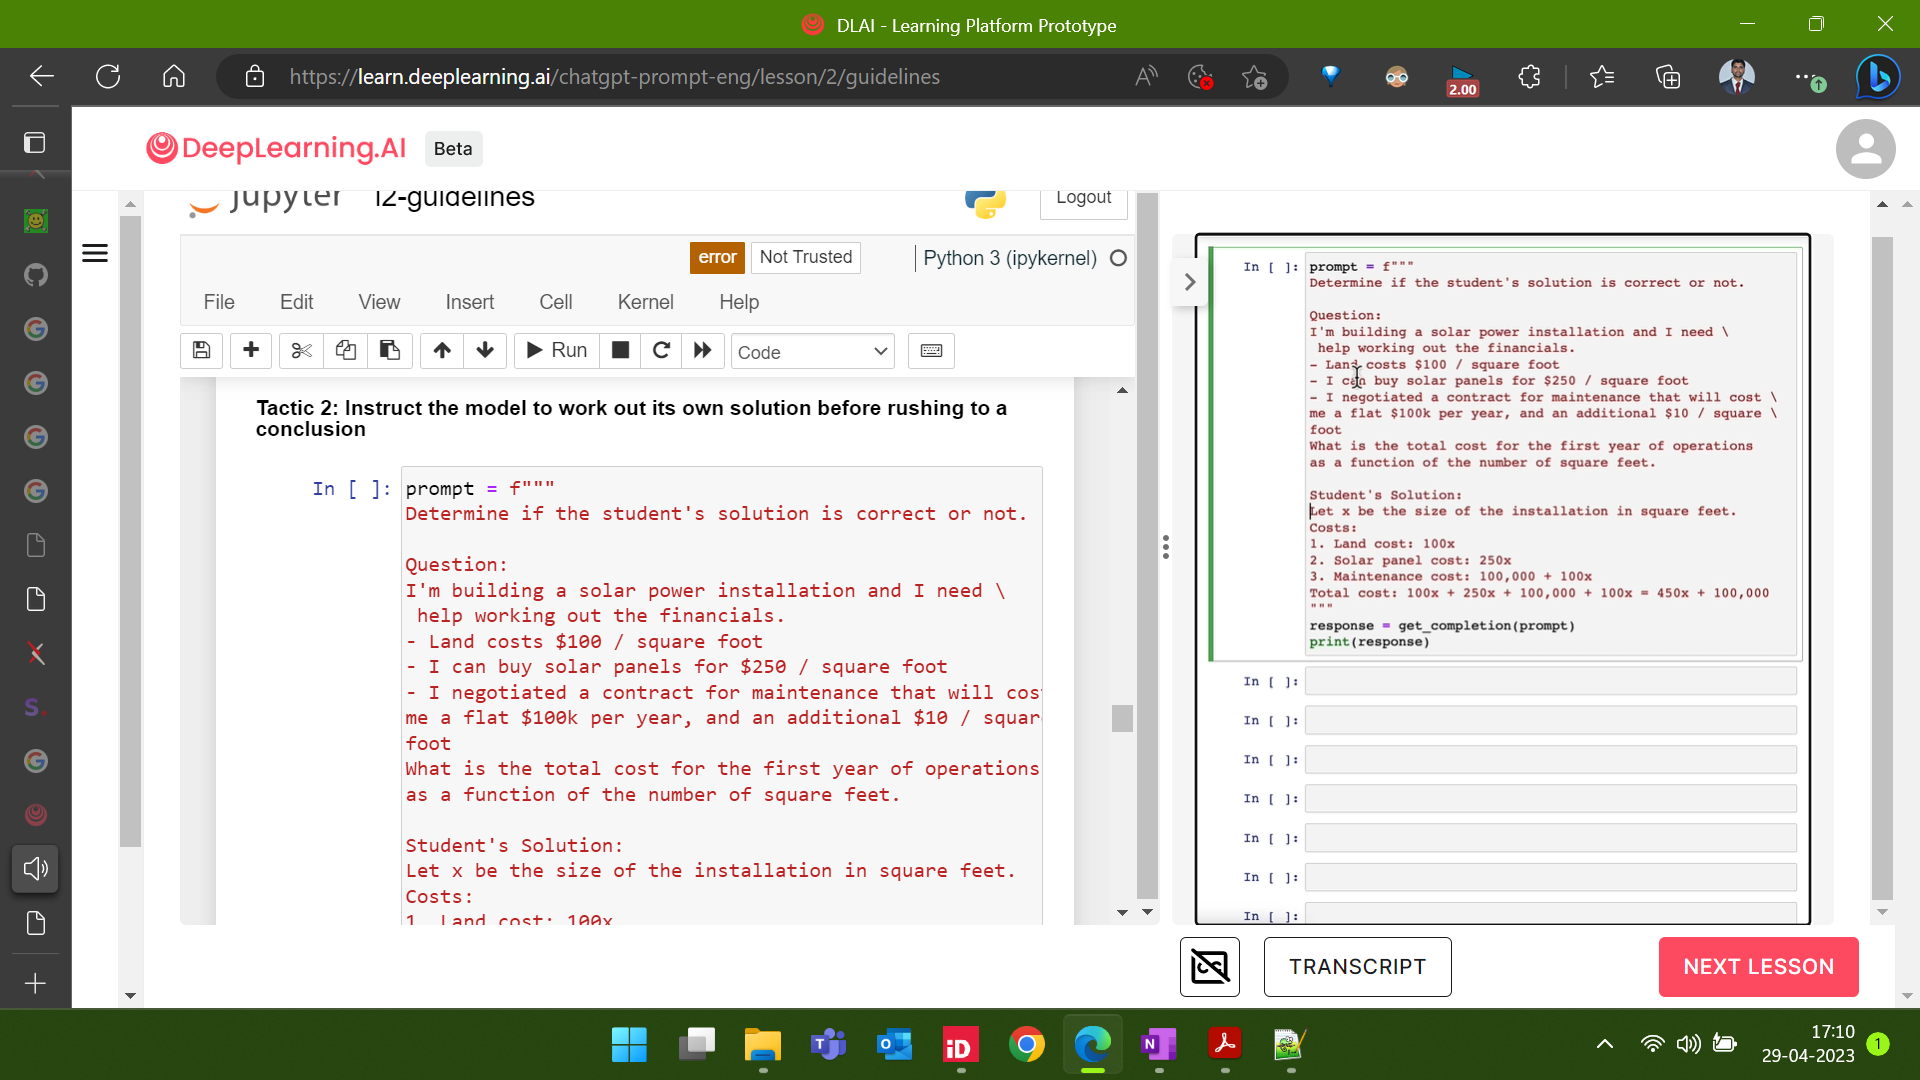 DLAI - Learning Platform Prototype
https://learn.deeplearning.ai/chatgpt-prompt-eng/lesson/2/guidelines
2.00
DeepLearning.AI Beta
jupyter l2-guidelines Logout
error Not Trusted Python 3 (ipykernel)
File Edit View Insert Cell Kernel Help
Run Code
Tactic 2: Instruct the model to work out its own solution before rushing to a
conclusion
In [ ]: prompt = f"""
Determine if the student's solution is correct or not.
Question:
I'm building a solar power installation and I need \
help working out the financials.
- Land costs $100 / square foot
- I can buy solar panels for $250 / square foot
- I negotiated a contract for maintenance that will cos
me a flat $100k per year, and an additional $10 / squar
foot
What is the total cost for the first year of operations
as a function of the number of square feet.
Student's Solution:
Let x be the size of the installation in square feet.
Costs:
1. Land cost: 100x
In [ ]: prompt = f"""
Determine if the student's solution is correct or not.
Question:
I'm building a solar power installation and I need \
help working out the financials.
- Land costs $100 / square foot
- I can buy solar panels for $250 / square foot
- I negotiated a contract for maintenance that will cost \
me a flat $100k per year, and an additional $10 / square \
foot
What is the total cost for the first year of operations
as a function of the number of square feet.
Student's Solution:
Let x be the size of the installation in square feet.
Costs:
1. Land cost: 100x
2. Solar panel cost: 250x
3. Maintenance cost: 100,000 + 100x
Total cost: 100x + 250x + 100,000 + 100x = 450x + 100,000
"""
response = get_completion(prompt)
print(response)
In [ ]:
In [ ]:
In [ ]:
In [ ]:
In [ ]:
In [ ]:
In [ ]:
TRANSCRIPT
NEXT LESSON
17:10
29-04-2023
1